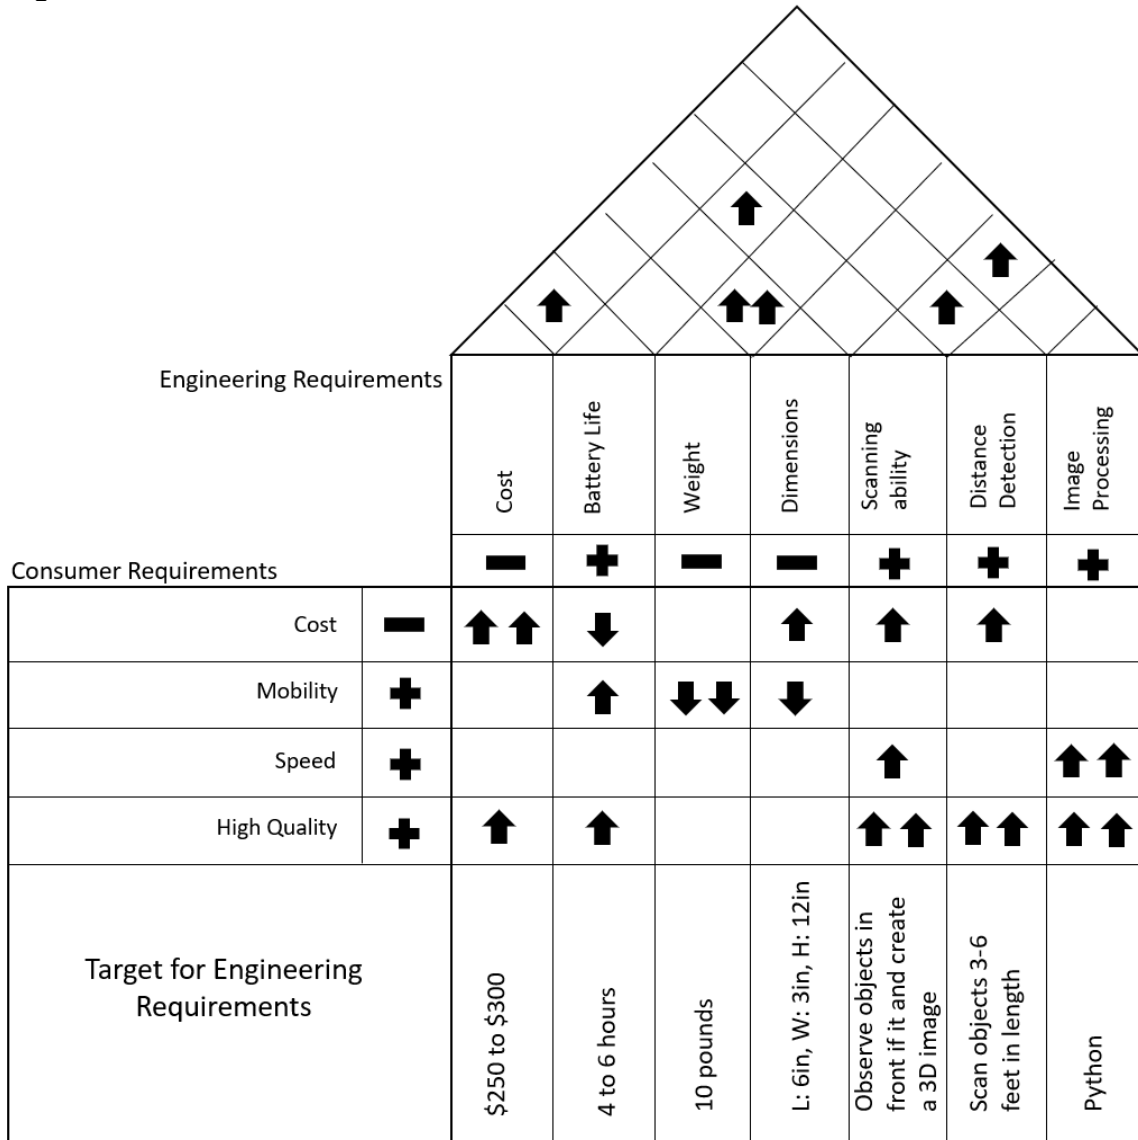 Engineering Requirements
Cost
Battery Life
Weight
Dimensions
Scanning
ability
Distance
Detection
Image
Processing
Consumer Requirements
Cost
Mobility
Speed
High Quality
Target for Engineering
Requirements
$250 to $300
4 to 6 hours
10 pounds
L: 6in, W: 3in, H: 12in
Observe objects in
front if it and create
a 3D image
Scan objects 3-6
feet in length
Python